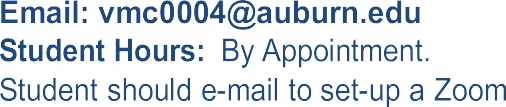 Email: vmc0004@auburn.edu
Student Hours: By Appointment.
Student should e-mail to set-up a Zoom